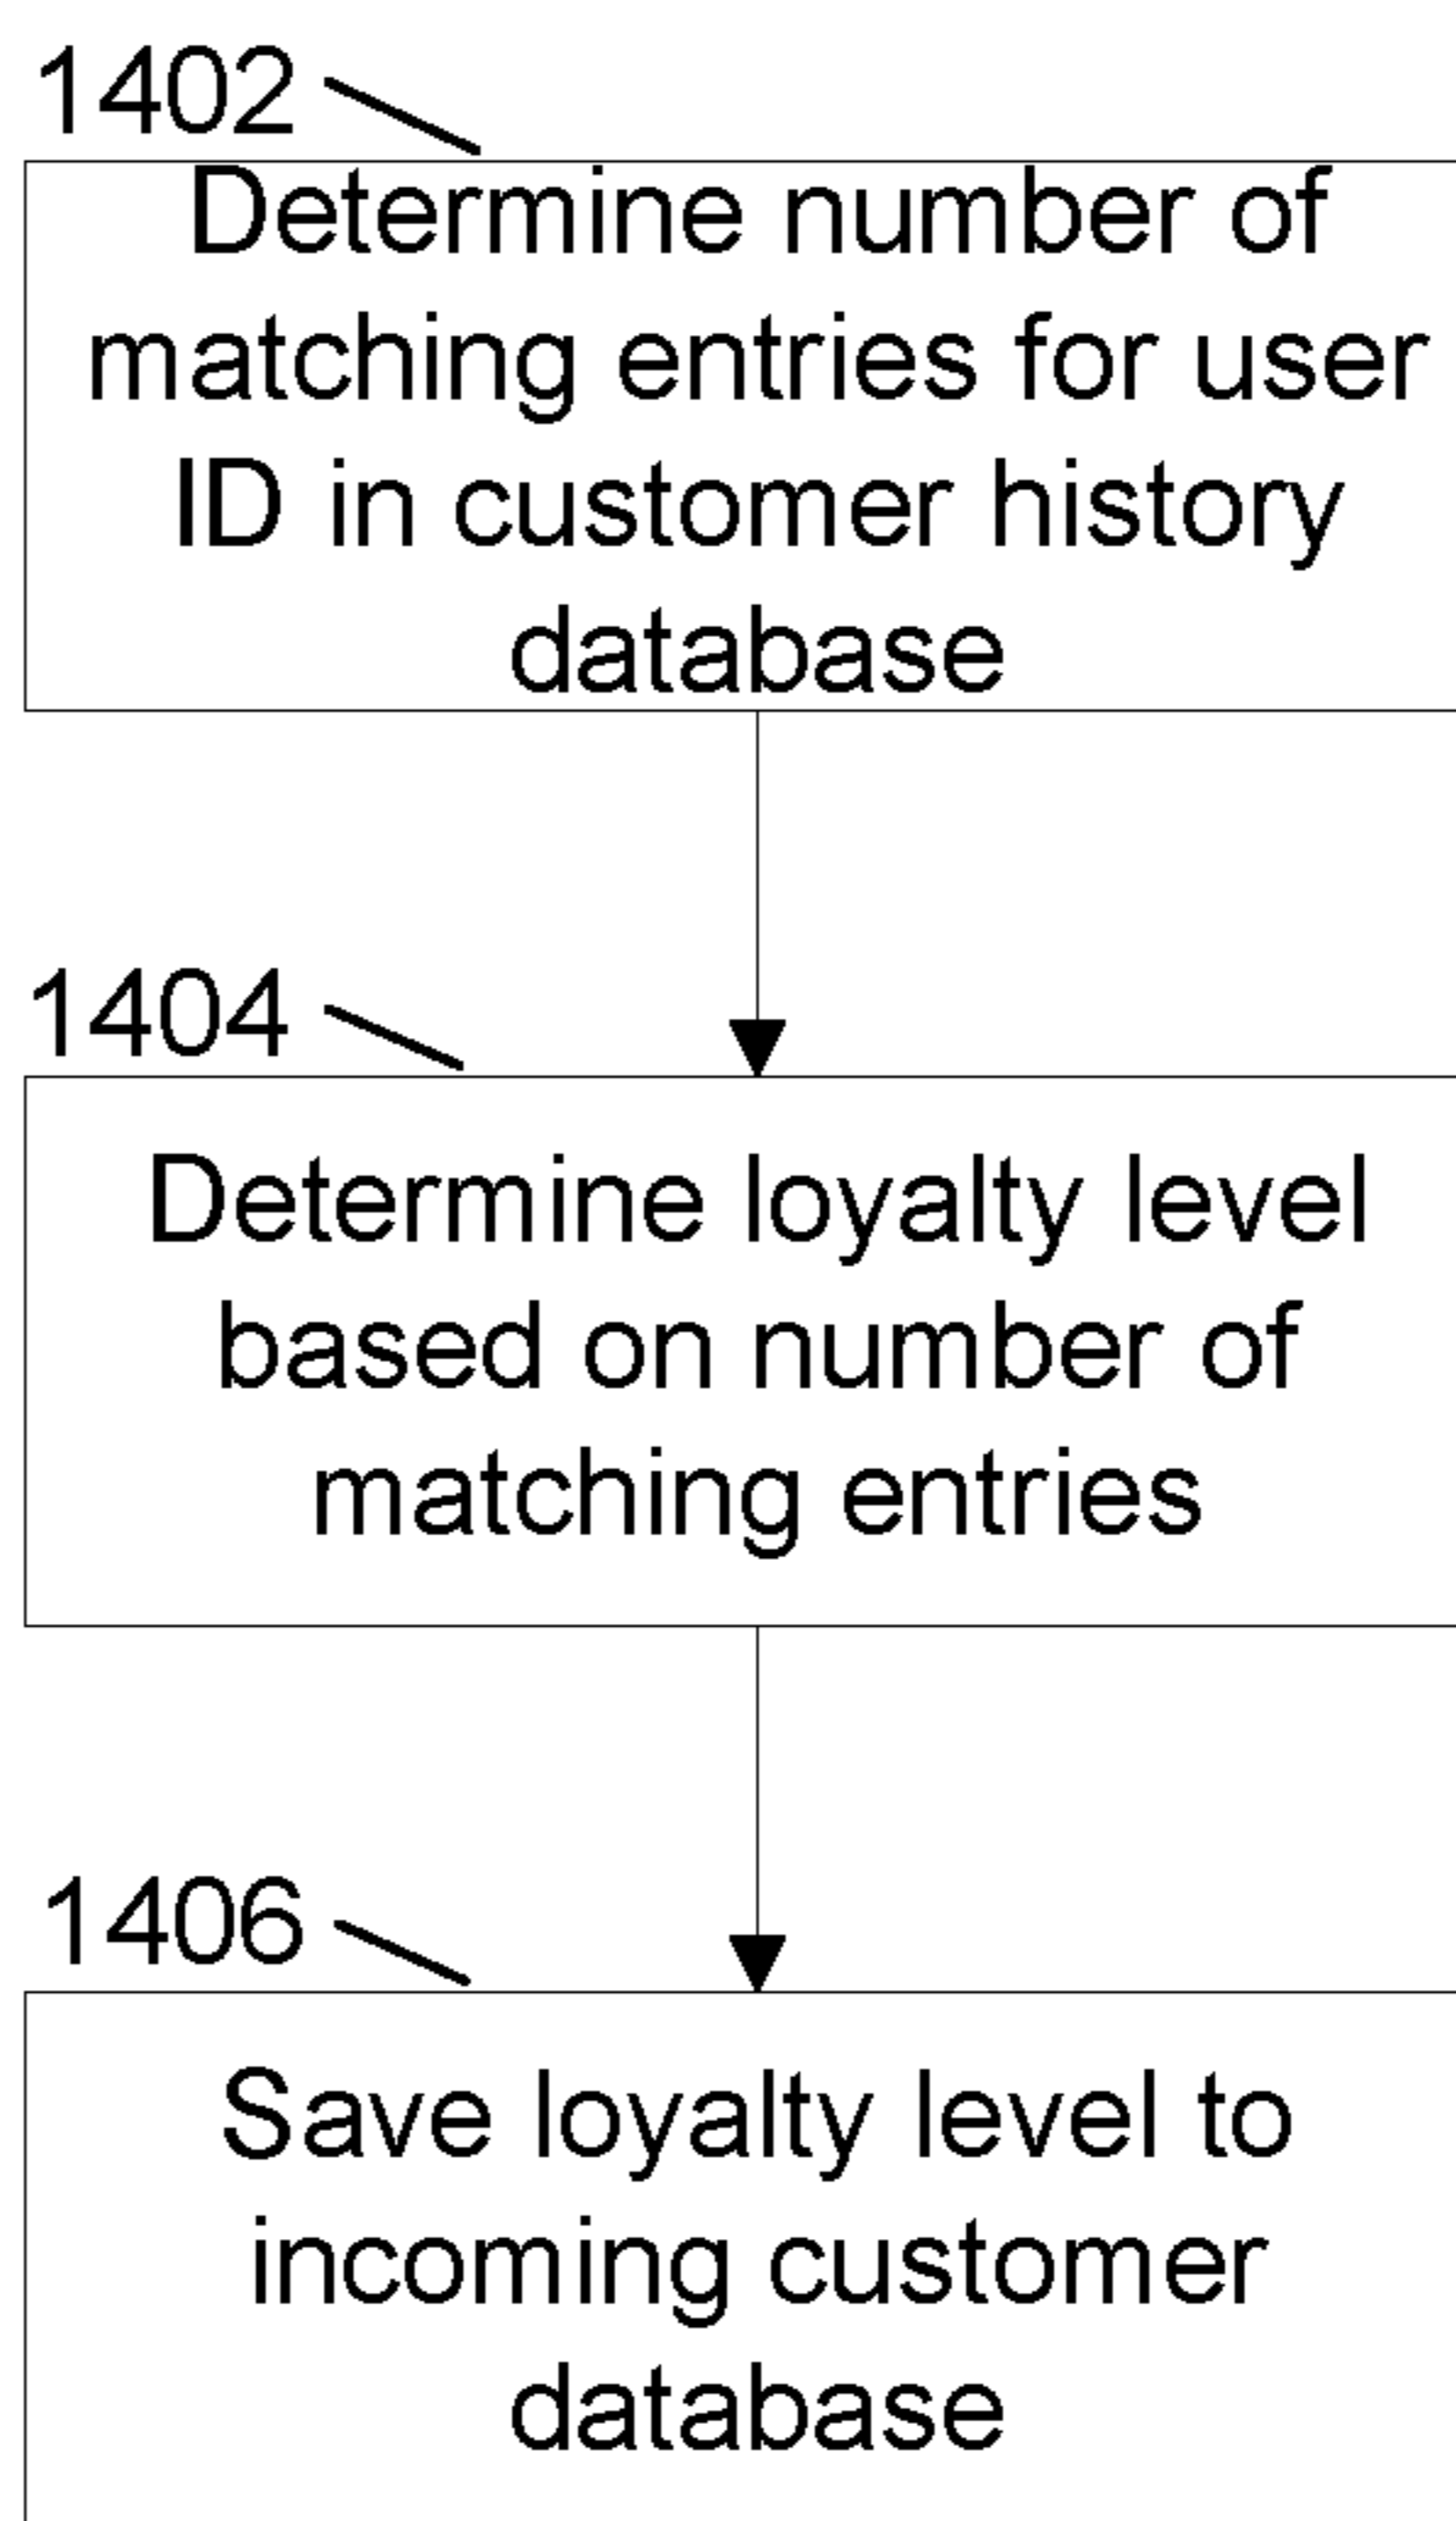 1402
Determine number of
matching entries for user
ID in customer history
database
1404
Determine loyalty level
based on number of
matching entries
1406
Save loyalty level to
incoming customer
database